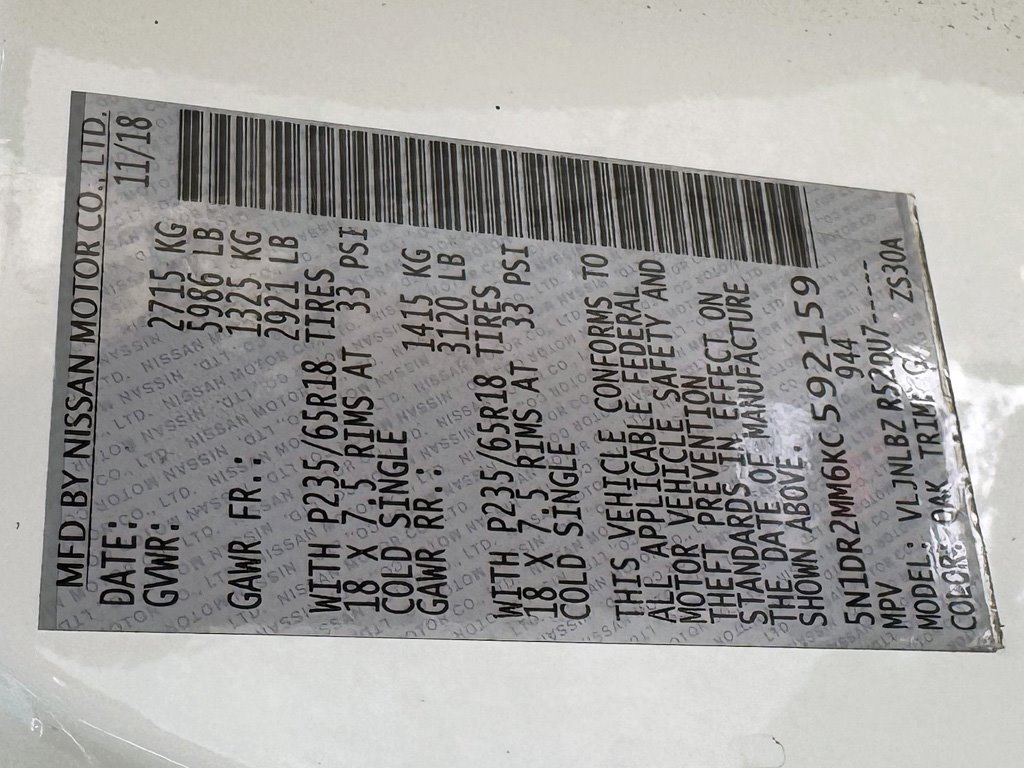 MFD BY NISSAN MOTOR CO., LTD.
DATE: 11/18
GVWR: 2715 KG
5986 LB
GAWR FR.: 1325 KG
2921 LB
WITH P235/65R18 TIRES
18 X 7.5 RIMS AT 33 PSI
COLD SINGLE
GAWR RR.: 1415 KG
3120 LB
WITH P235/65R18 TIRES
18 X 7.5 RIMS AT 33 PSI
COLD SINGLE
THIS VEHICLE CONFORMS TO
ALL APPLICABLE FEDERAL
MOTOR VEHICLE SAFETY AND
THEFT PREVENTION
STANDARDS IN EFFECT ON
THE DATE OF MANUFACTURE
SHOWN ABOVE.
5N1DR2MM6KC592159
MPV 944
MODEL: VLJNLBZ R52DU7-----
COLOR: QAK TRIM: G ZS30A